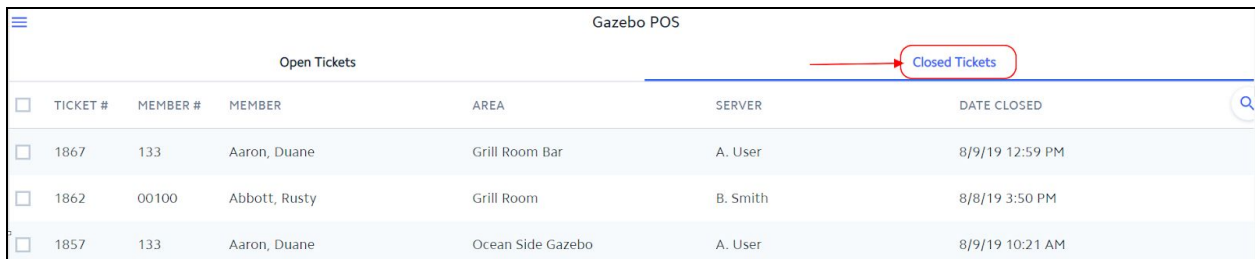 Gazebo POS
Open Tickets Closed Tickets
TICKET # MEMBER # MEMBER AREA SERVER DATE CLOSED
1867 133 Aaron, Duane Grill Room Bar A. User 8/9/19 12:59 PM
1862 00100 Abbott, Rusty Grill Room B. Smith 8/8/19 3:50 PM
1857 133 Aaron, Duane Ocean Side Gazebo A. User 8/9/19 10:21 AM